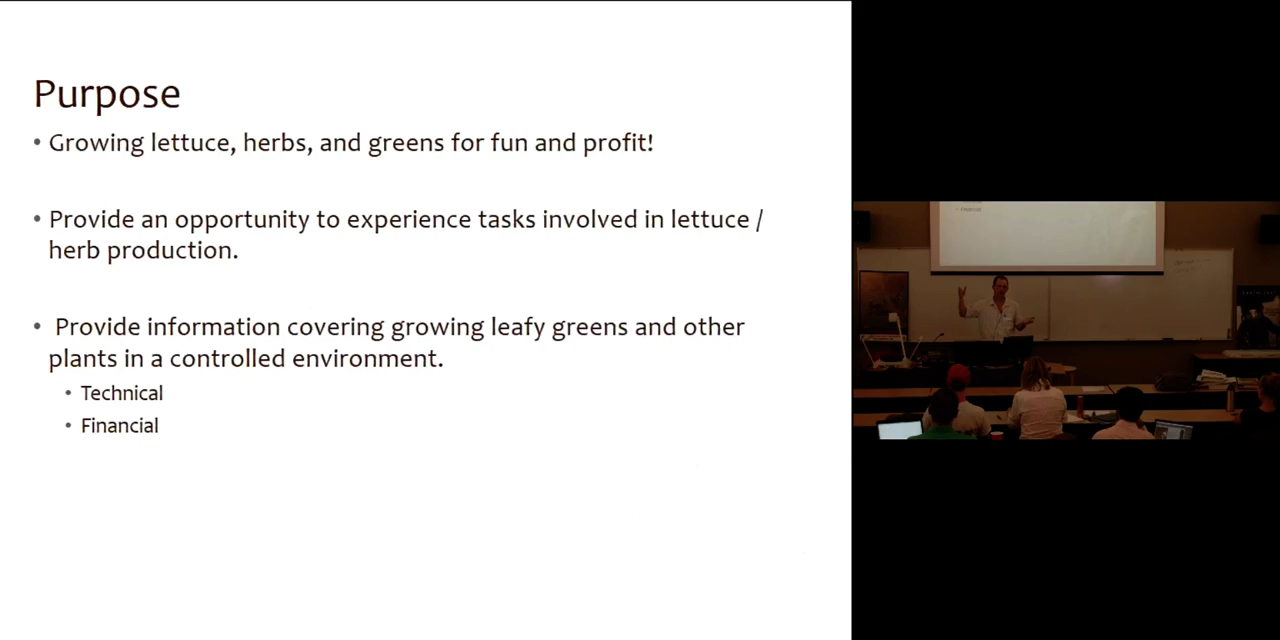 Purpose
• Growing lettuce, herbs, and greens for fun and profit!
• Provide an opportunity to experience tasks involved in lettuce /
herb production.
• Provide information covering growing leafy greens and other
plants in a controlled environment.
• Technical
• Financial